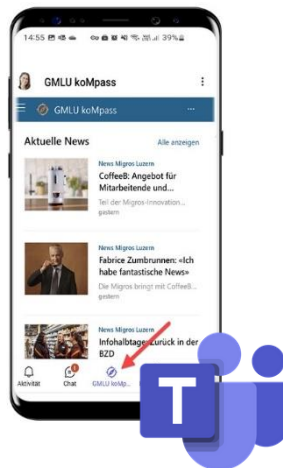 14:55
39%
GMLU koMpass
GMLU koMpass
Aktuelle News
Alle anzeigen
News Migros Luzern
CoffeeB: Angebot für
Mitarbeitende und...
Teil der Migros-Innovation...
gestern
News Migros Luzern
Fabrice Zumbrunnen: «Ich
habe fantastische News»
Die Migros bringt mit CoffeeB...
gestern
News Migros Luzern
Infohalbtage: Zurück in der
BZD
Aktivität
Chat
GMLU koMp...
T